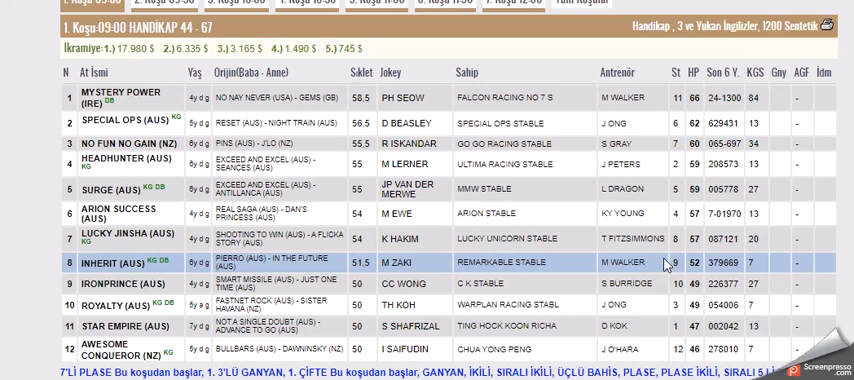 1. Koşu:09:00 HANDİKAP 44 - 67
Handikap , 3 ve Yukarı İngilizler, 1200 Sentetik
İkramiye: 1.) 17.980 $ 2.) 6.335 $ 3.) 3.165 $ 4.) 1.490 $ 5.) 745 $
N At İsmi Yaş Orijin(Baba - Anne) Sıklet Jokey Sahip Antrenör St HP Son 6 Y. KGS Gny AGF İdm
1 MYSTERY POWER (IRE) DB 4y d g NO NAY NEVER (USA) - GEMS (GB) 58,5 PH SEOW FALCON RACING NO 7 S M WALKER 11 66 24-1300 84 -
2 SPECIAL OPS (AUS) KG 5y d g RESET (AUS) - NIGHT TRAIN (AUS) 56,5 D BEASLEY SPECIAL OPS STABLE J ONG 6 62 629431 13 -
3 NO FUN NO GAIN (NZ) 6y d g PINS (AUS) - J'LO (NZ) 55,5 R ISKANDAR GO GO RACING STABLE S GRAY 7 60 065-697 34 -
4 HEADHUNTER (AUS) KG 6y d g EXCEED AND EXCEL (AUS) - SEANCES (AUS) 55 M LERNER ULTIMA RACING STABLE J PETERS 2 59 208573 13 -
5 SURGE (AUS) KG DB 6y d g EXCEED AND EXCEL (AUS) - ANTILLANCA (AUS) 55 JP VAN DER MERWE MMW STABLE L DRAGON 5 59 005778 27 -
6 ARION SUCCESS (AUS) 4y d g REAL SAGA (AUS) - DAN'S PRINCESS (AUS) 54 M EWE ARION STABLE KY YOUNG 4 57 7-01970 13 -
7 LUCKY JINSHA (AUS) KG 4y d g SHOOTING TO WIN (AUS) - A FLICKA STORY (AUS) 54 K HAKIM LUCKY UNICORN STABLE T FITZSIMMONS 8 57 087121 20 -
8 INHERIT (AUS) KG DB 6y d g PIERRO (AUS) - IN THE FUTURE (AUS) 51,5 M ZAKI REMARKABLE STABLE M WALKER 9 52 379669 7 -
9 IRONPRINCE (AUS) 4y d g SMART MISSILE (AUS) - JUST ONE TIME (AUS) 50 CC WONG C K STABLE S BURRIDGE 10 49 226377 27 -
10 ROYALTY (AUS) KG DB 5y a g FASTNET ROCK (AUS) - SISTER HAVANA (NZ) 50 TH KOH WARPLAN RACING STABL J ONG 3 49 054006 7 -
11 STAR EMPIRE (AUS) 7y d g NOT A SINGLE DOUBT (AUS) - ADVANCE TO GO (AUS) 50 S SHAFRIZAL TING HOCK KOON RICHA D KOK 1 47 002042 13 -
12 AWESOME CONQUEROR (NZ) KG 5y d g BULLBARS (AUS) - DAWNINSKY (NZ) 50 I SAIFUDIN CHUA YONG PENG J O'HARA 12 46 278010 7 -
7'Lİ PLASE Bu koşudan başlar, 1. 3'LÜ GANYAN, 1. ÇİFTE Bu koşudan başlar, GANYAN, İKİLİ, SIRALI İKİLİ, ÜÇLÜ BAHİS, PLASE, PLASE İKİLİ, SIRALI 5 Lİ
Screenpresso
.com